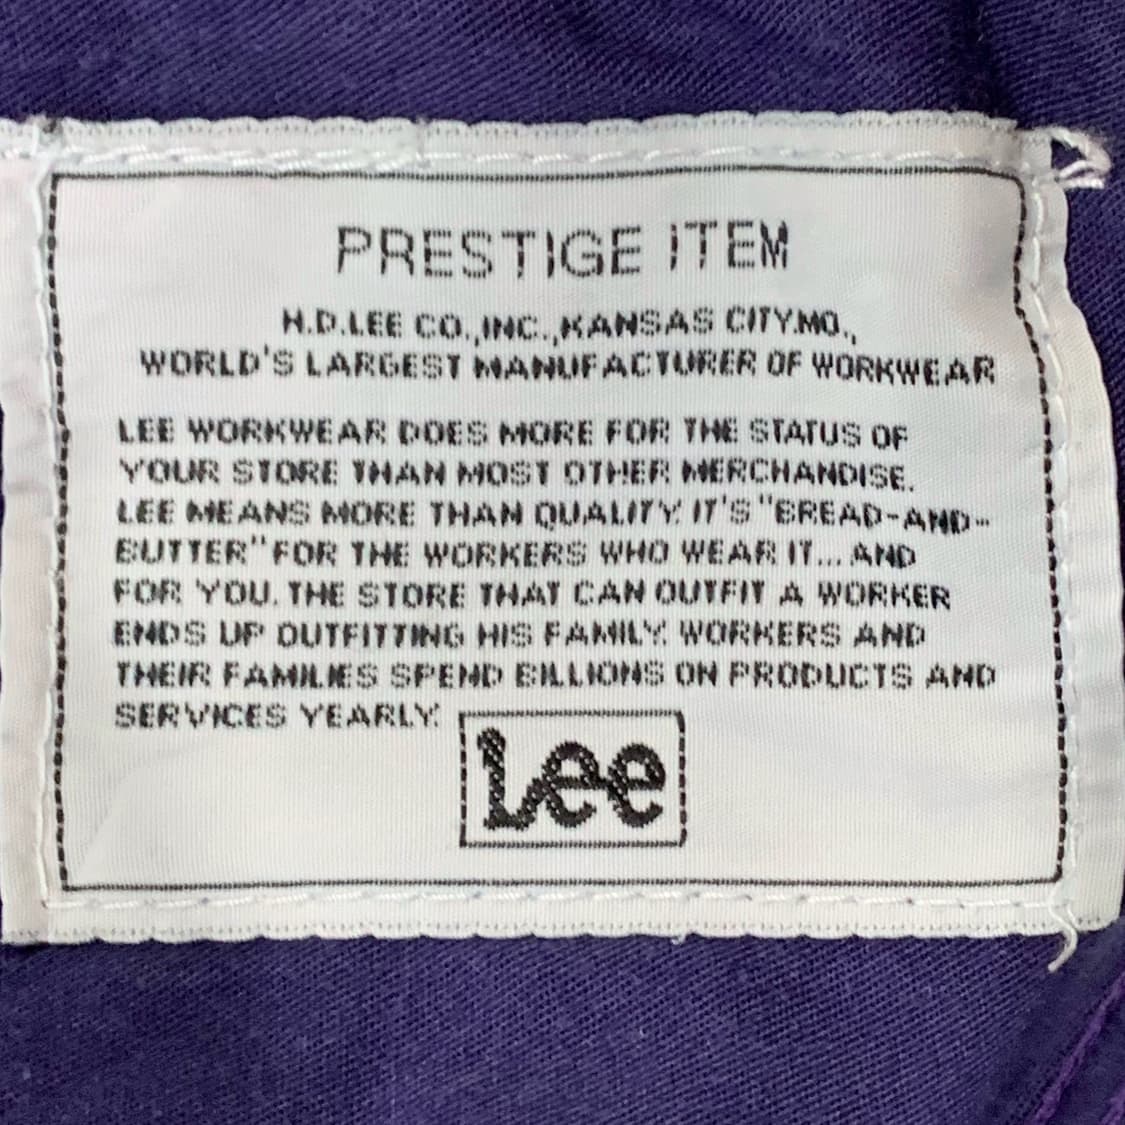 PRESTIGE ITEM
H.D.LEE CO.,INC.,KANSAS CITY.MO.,
WORLD'S LARGEST MANUFACTURER OF WORKWEAR
LEE WORKWEAR DOES MORE FOR THE STATUS OF
YOUR STORE THAN MOST OTHER MERCHANDISE.
LEE MEANS MORE THAN QUALITY. IT'S "BREAD-AND-
BUTTER" FOR THE WORKERS WHO WEAR IT... AND
FOR YOU. THE STORE THAT CAN OUTFIT A WORKER
ENDS UP OUTFITTING HIS FAMILY. WORKERS AND
THEIR FAMILIES SPEND BILLIONS ON PRODUCTS AND
SERVICES YEARLY.
Lee